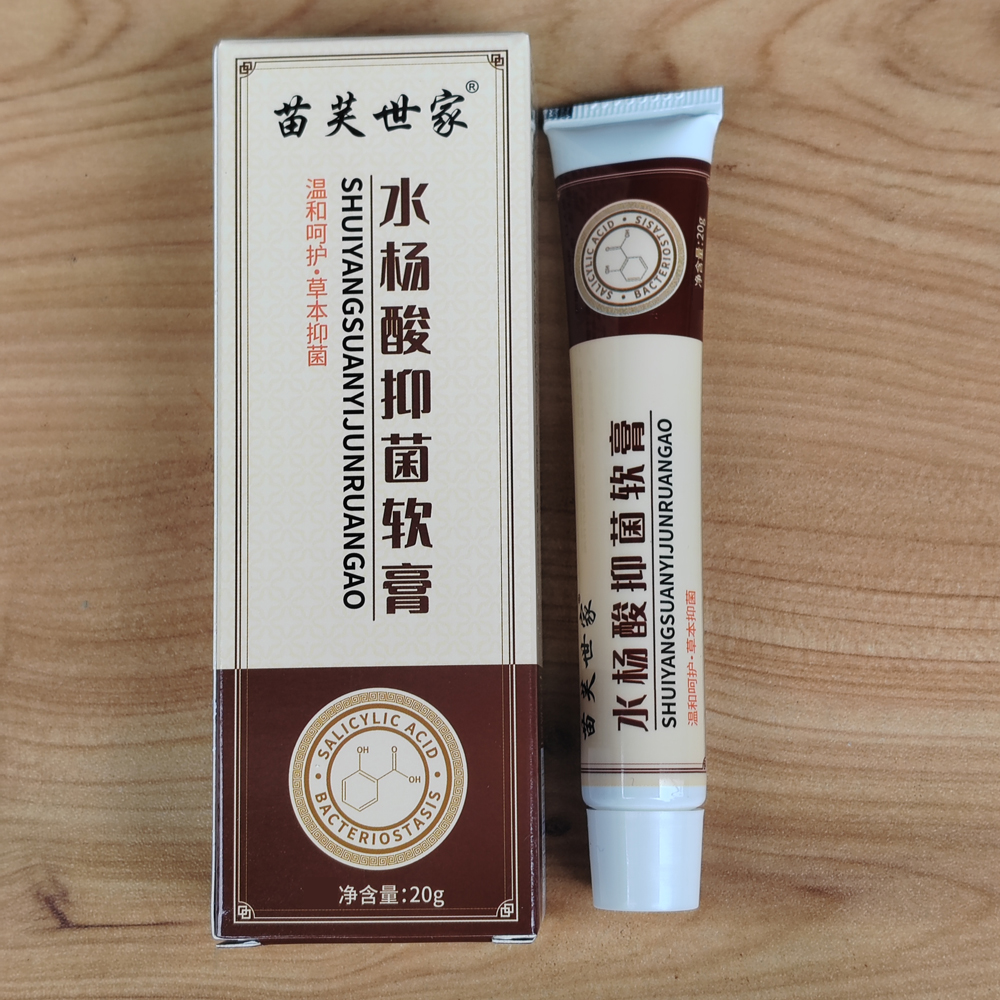 苗芙世家®
水杨酸抑菌软膏
SHUIYANGSUANYIJUNRUANGAO
温和呵护·草本抑菌
SALICYLIC ACID
BACTERIOSTASIS
OH
O
OH
净含量:20g
SALICYLIC ACID
BACTERIOSTASIS
净含量:20g
苗芙世家
水杨酸抑菌软膏
SHUIYANGSUANYIJUNRUANGAO
温和呵护·草本抑菌